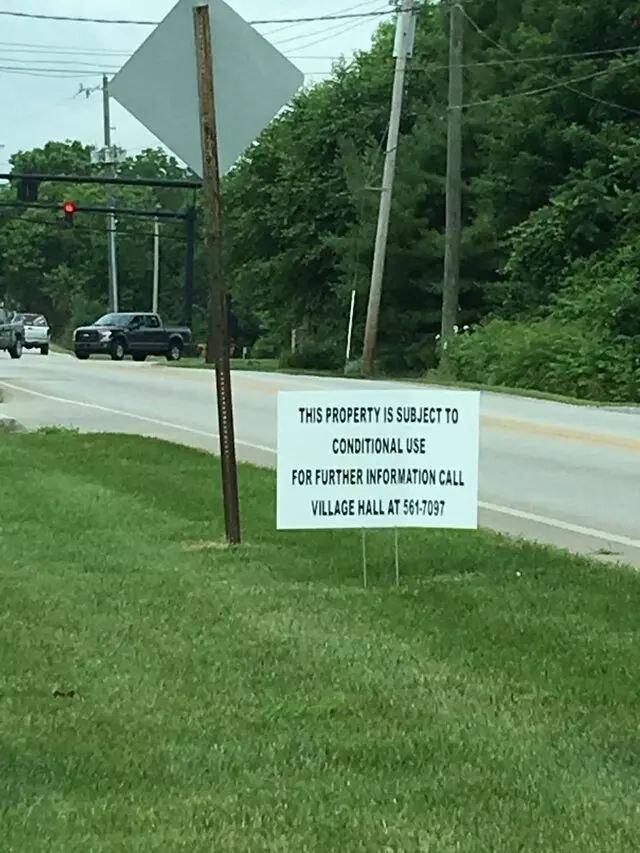 THIS PROPERTY IS SUBJECT TO
CONDITIONAL USE
FOR FURTHER INFORMATION CALL
VILLAGE HALL AT 561-7097